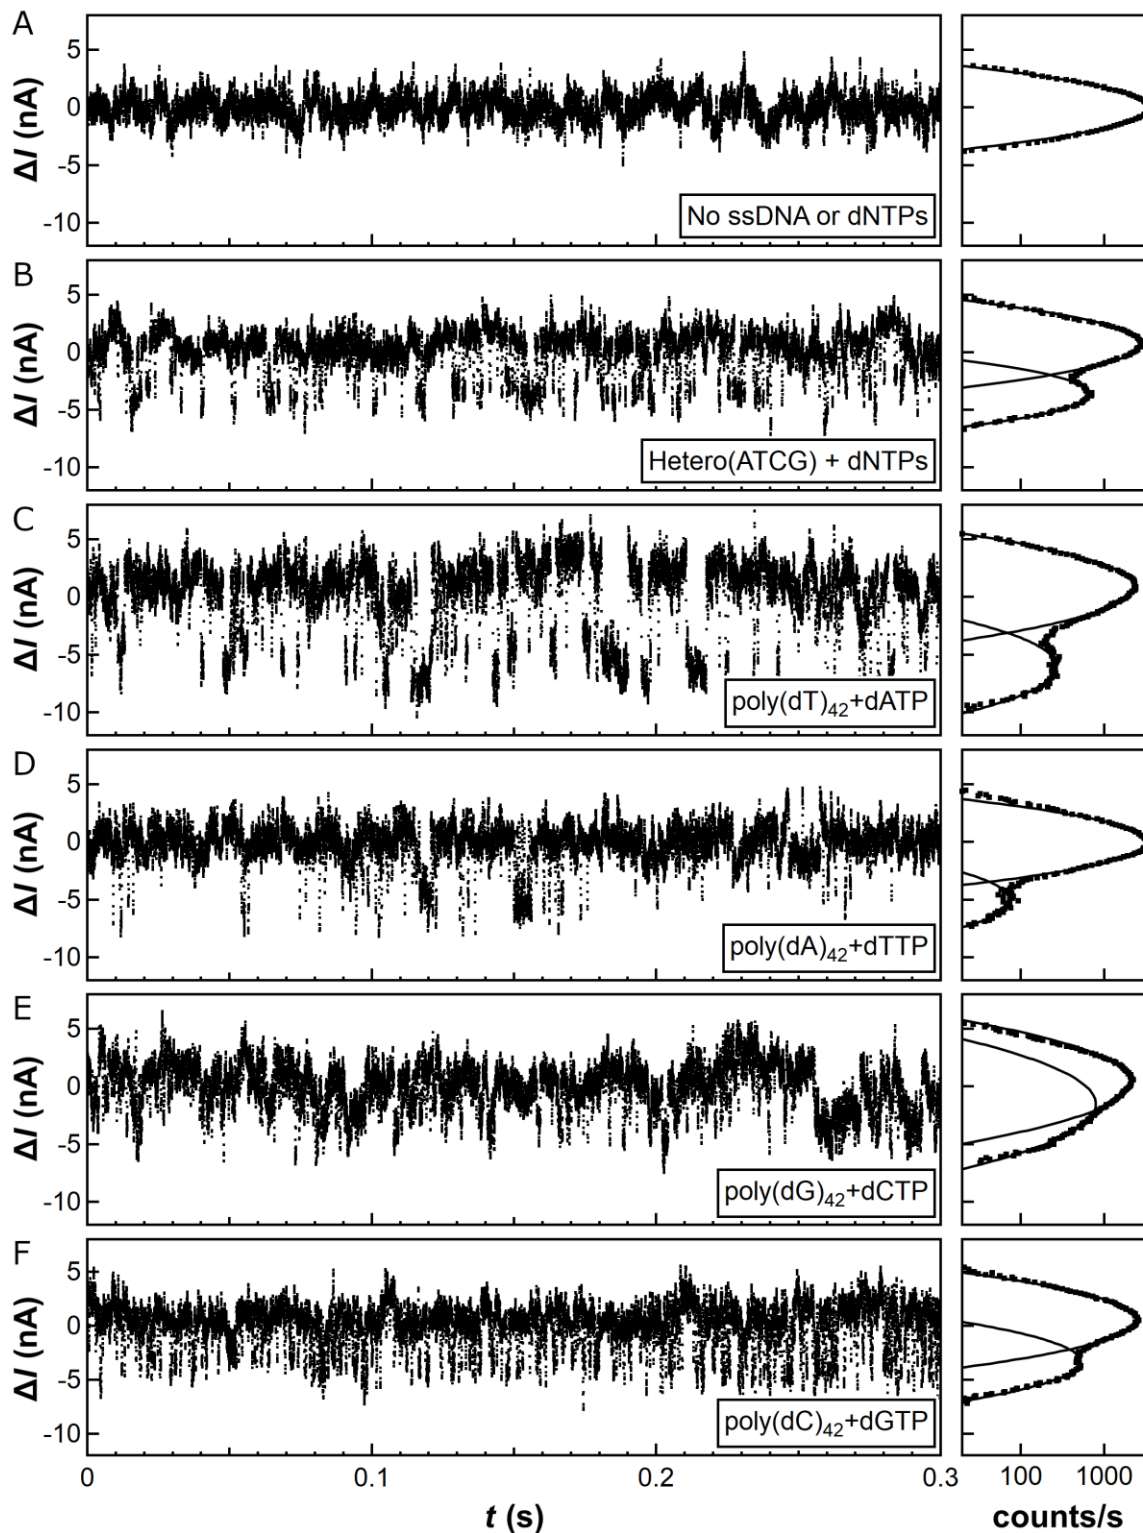 A
ΔI (nA)
5
0
-5
-10
No ssDNA or dNTPs
B
ΔI (nA)
5
0
-5
-10
Hetero(ATCG) + dNTPs
C
ΔI (nA)
5
0
-5
-10
poly(dT)₄₂+dATP
D
ΔI (nA)
5
0
-5
-10
poly(dA)₄₂+dTTP
E
ΔI (nA)
5
0
-5
-10
poly(dG)₄₂+dCTP
F
ΔI (nA)
5
0
-5
-10
poly(dC)₄₂+dGTP
0 0.1 0.2 0.3 100 1000
t (s) counts/s